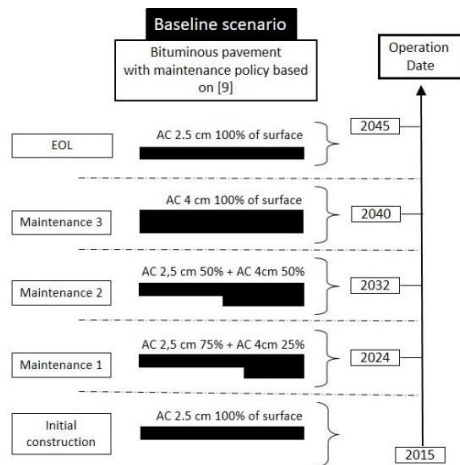 Baseline scenario
Bituminous pavement
with maintenance policy based
on [9]
Operation
Date
AC 2.5 cm 100% of surface
EOL
2045
AC 4 cm 100% of surface
Maintenance 3
2040
AC 2,5 cm 50% + AC 4cm 50%
Maintenance 2
2032
AC 2,5 cm 75% + AC 4cm 25%
Maintenance 1
2024
AC 2.5 cm 100% of surface
Initial
construction
2015